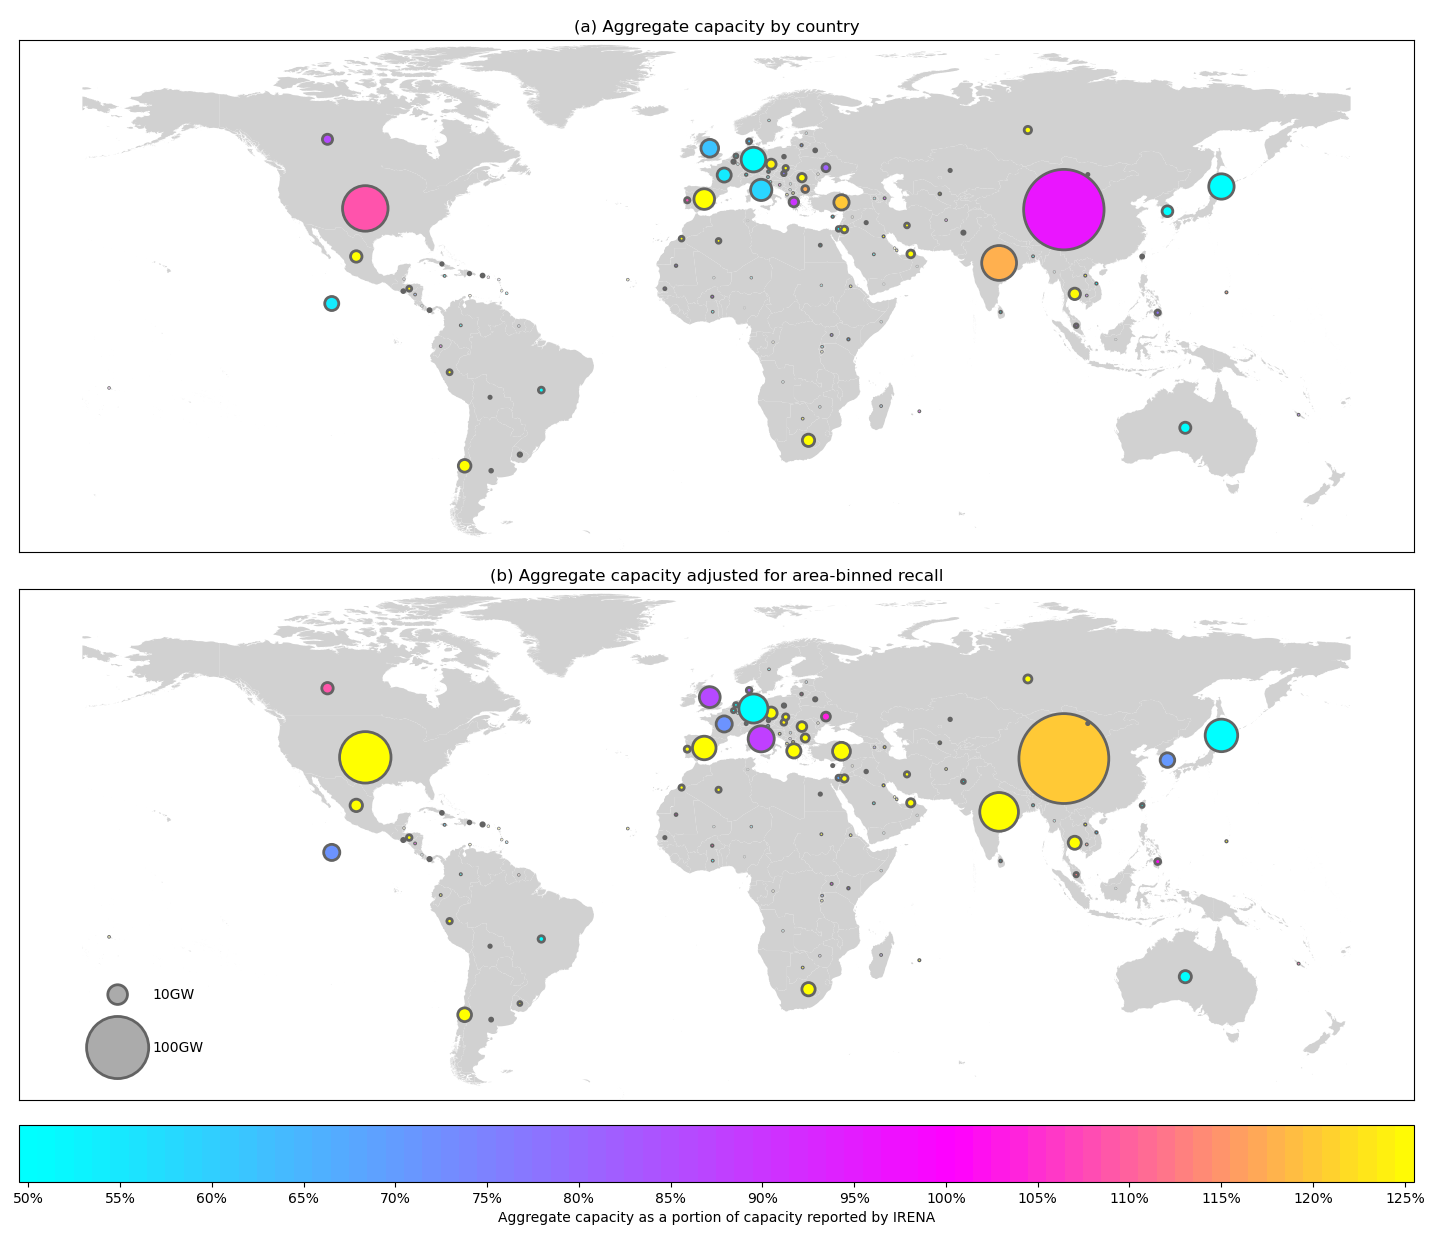 (a) Aggregate capacity by country
(b) Aggregate capacity adjusted for area-binned recall
10GW
100GW
50% 55% 60% 65% 70% 75% 80% 85% 90% 95% 100% 105% 110% 115% 120% 125%
Aggregate capacity as a portion of capacity reported by IRENA